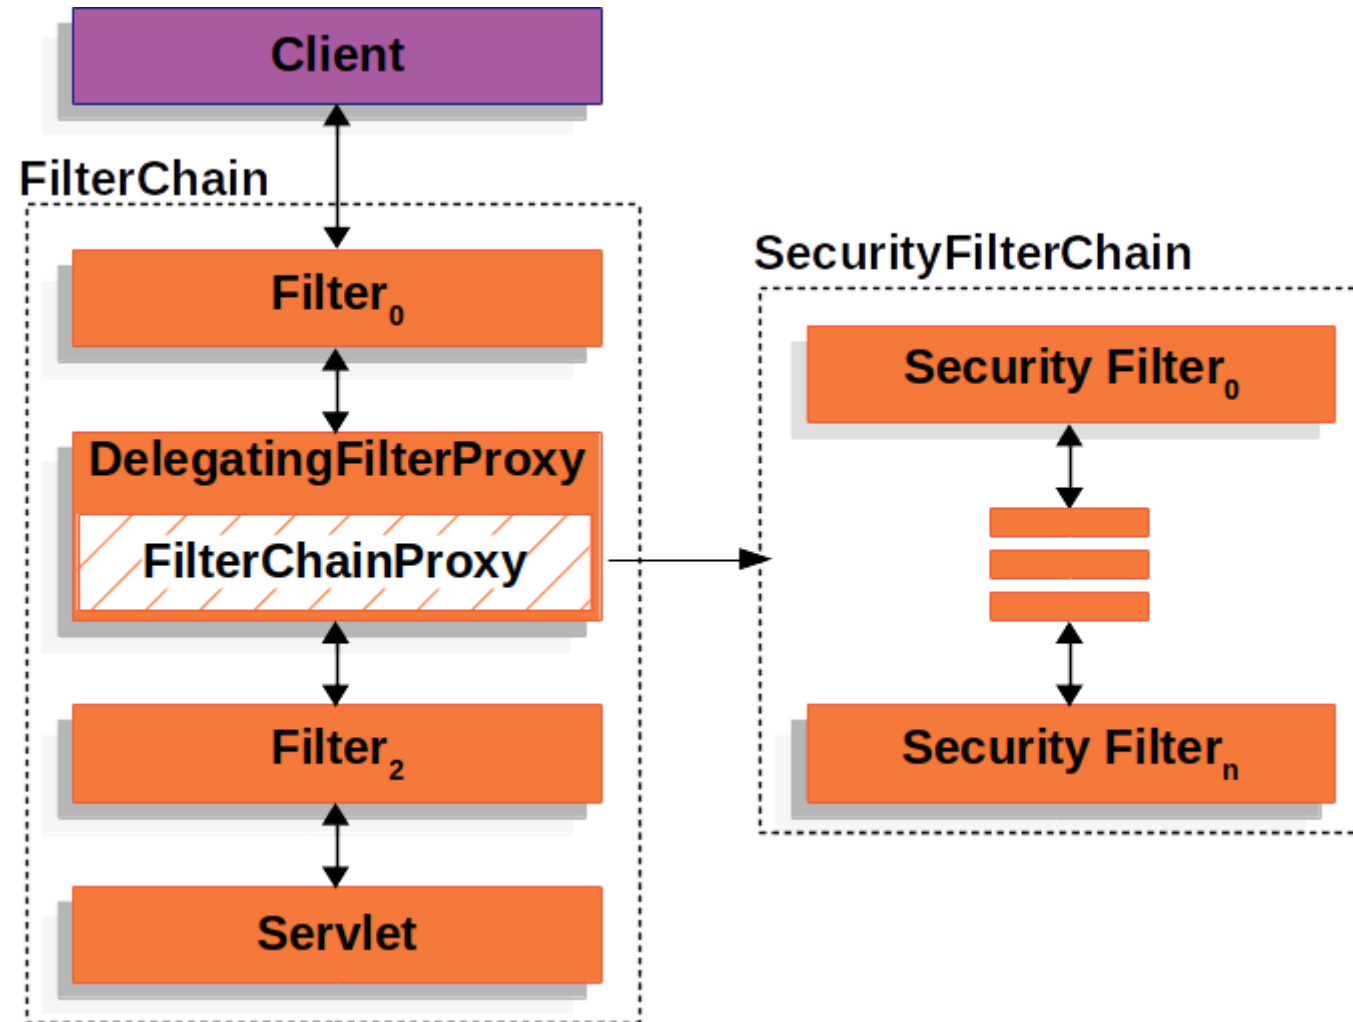 Client
FilterChain
Filter0
DelegatingFilterProxy
FilterChainProxy
Filter2
Servlet
SecurityFilterChain
Security Filter0
Security Filtern